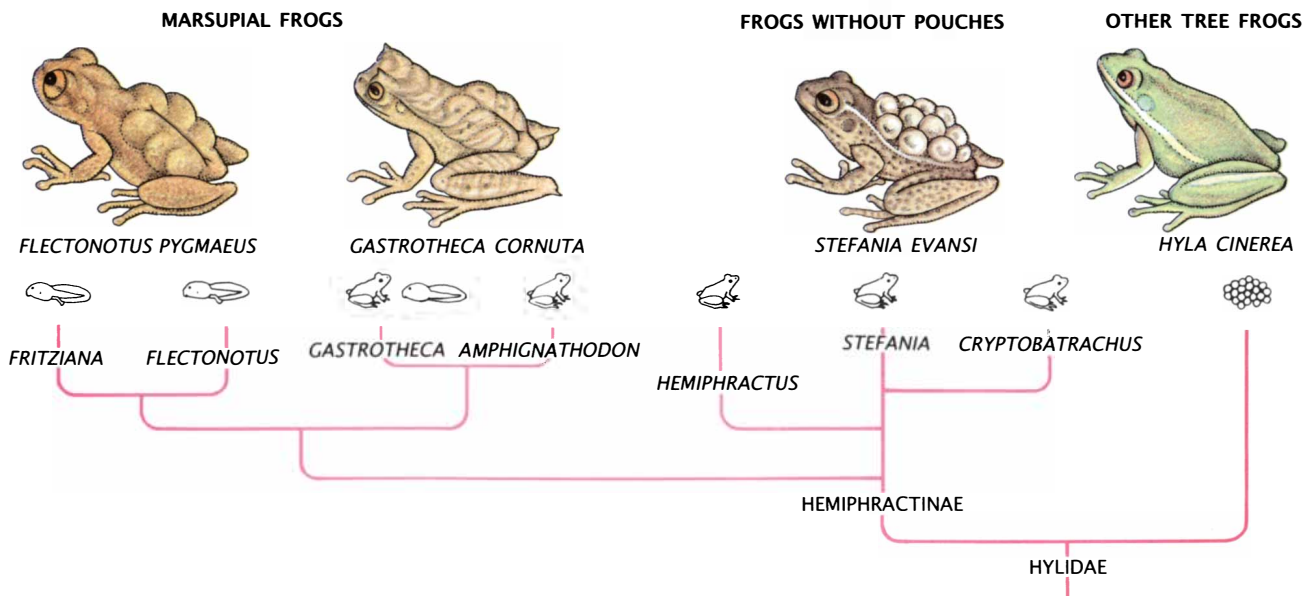 MARSUPIAL FROGS
FROGS WITHOUT POUCHES
OTHER TREE FROGS
FLECTONOTUS PYGMAEUS
GASTROTHECA CORNUTA
STEFANIA EVANSI
HYLA CINEREA
FRITZIANA
FLECTONOTUS
GASTROTHECA
AMPHIGNATHODON
HEMIPHRACTUS
STEFANIA
CRYPTOBATRACHUS
HEMIPHRACTINAE
HYLIDAE